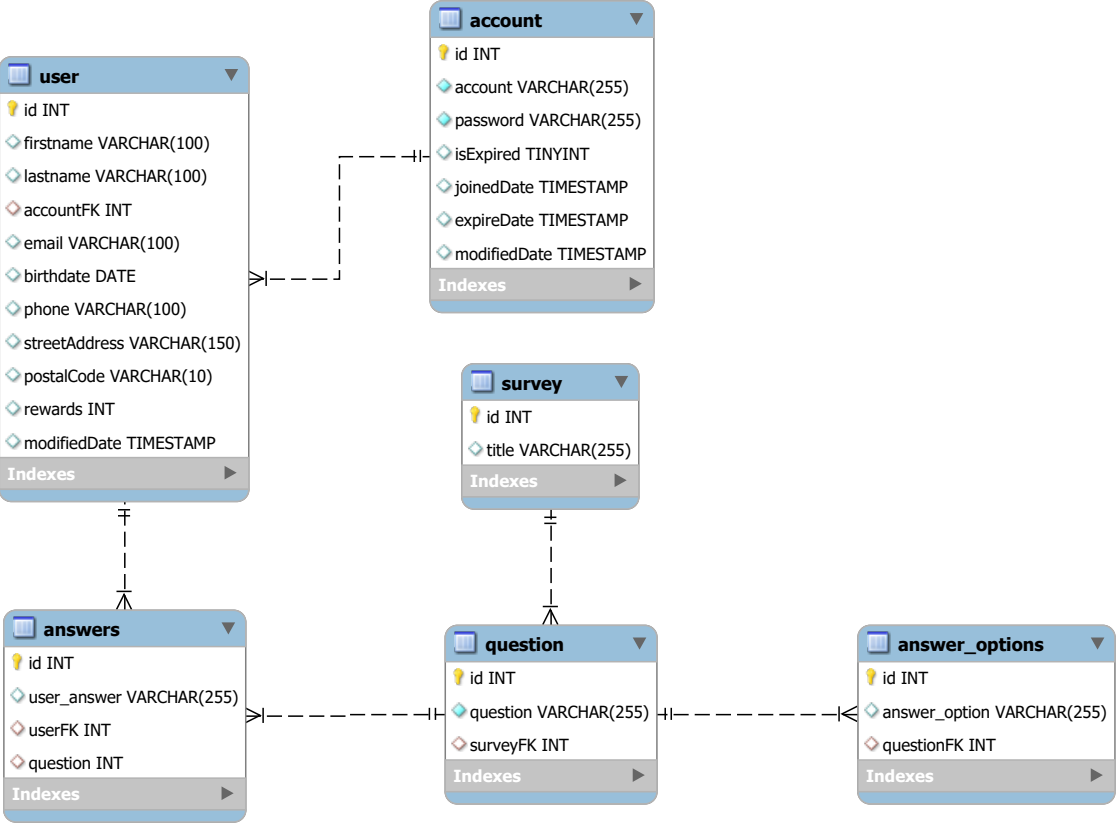 account
id INT
account VARCHAR(255)
password VARCHAR(255)
isExpired TINYINT
joinedDate TIMESTAMP
expireDate TIMESTAMP
modifiedDate TIMESTAMP
Indexes
user
id INT
firstname VARCHAR(100)
lastname VARCHAR(100)
accountFK INT
email VARCHAR(100)
birthdate DATE
phone VARCHAR(100)
streetAddress VARCHAR(150)
postalCode VARCHAR(10)
rewards INT
modifiedDate TIMESTAMP
Indexes
survey
id INT
title VARCHAR(255)
Indexes
answers
id INT
user_answer VARCHAR(255)
userFK INT
question INT
Indexes
question
id INT
question VARCHAR(255)
surveyFK INT
Indexes
answer_options
id INT
answer_option VARCHAR(255)
questionFK INT
Indexes